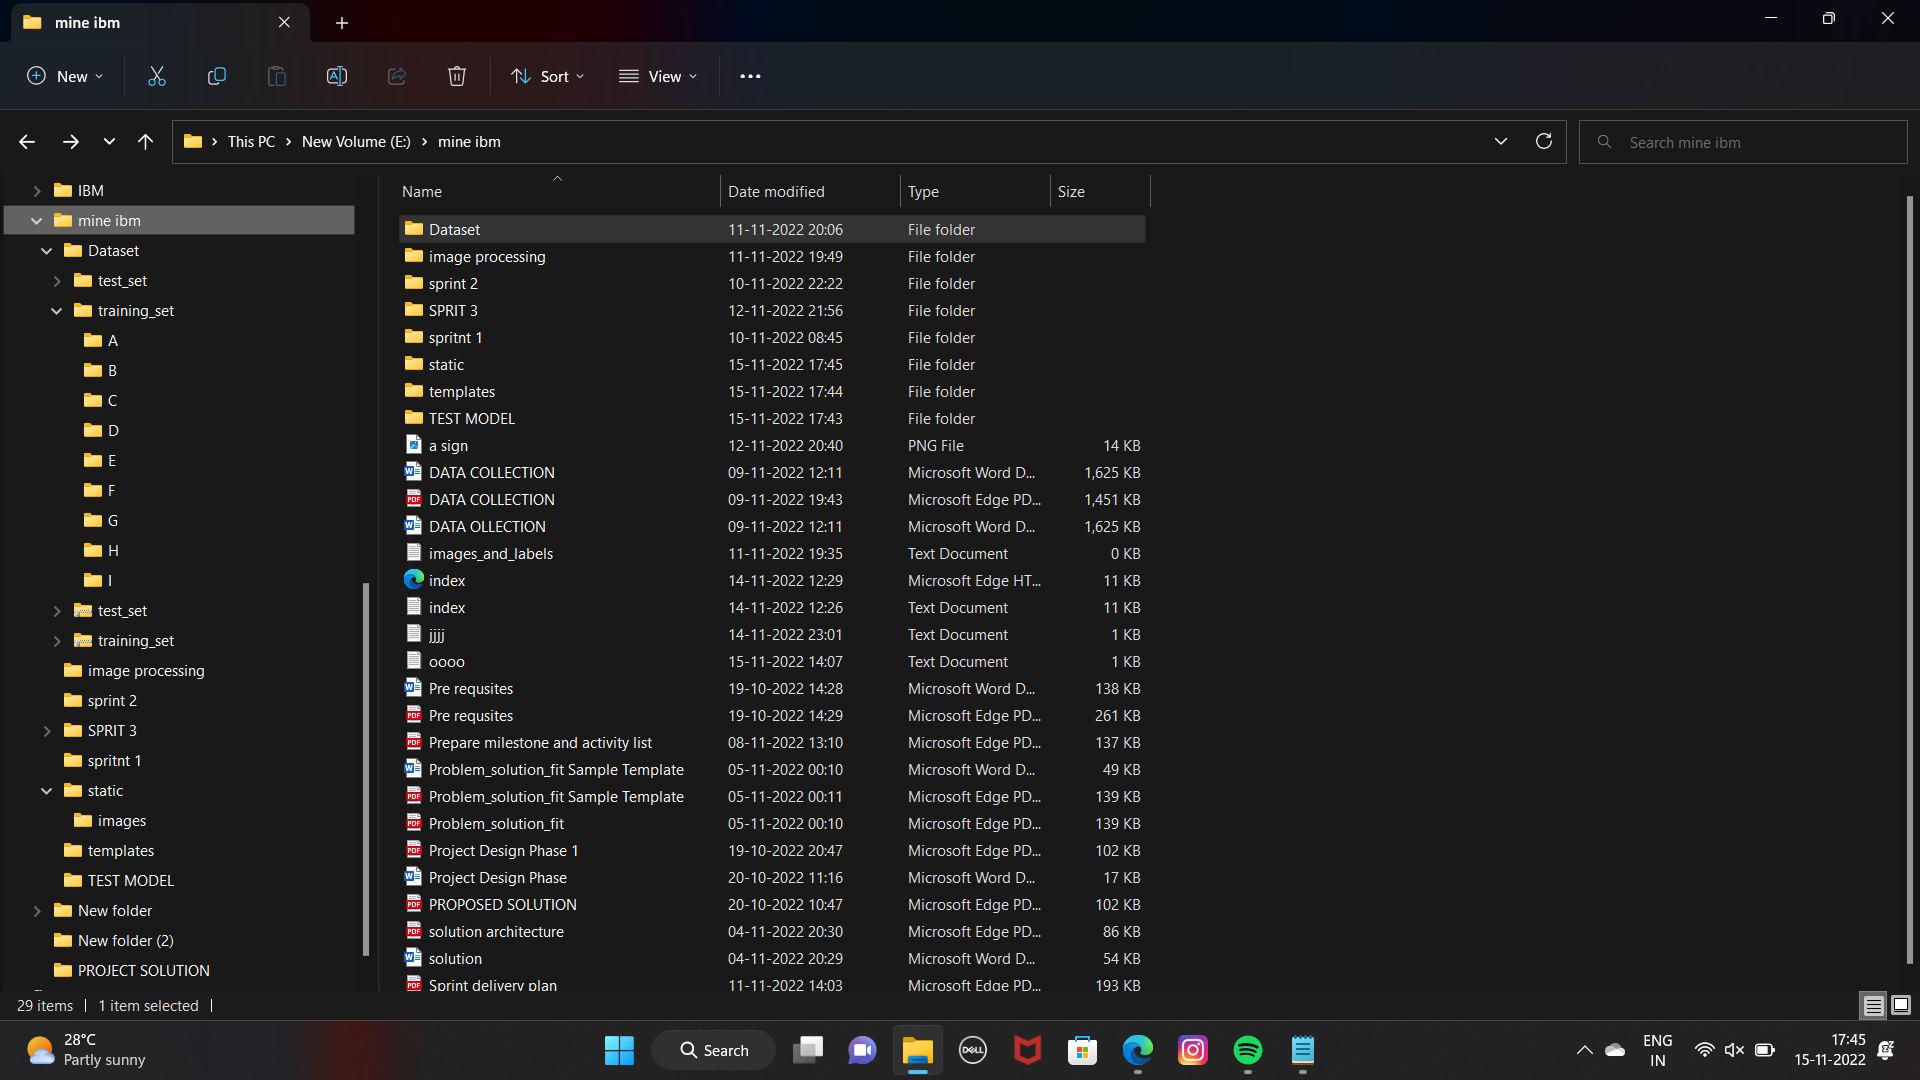 mine ibm
New
Sort
View
This PC > New Volume (E:) > mine ibm
Search mine ibm
IBM
mine ibm
Dataset
test_set
training_set
A
B
C
D
E
F
G
H
I
test_set
training_set
image processing
sprint 2
SPRIT 3
spritnt 1
static
images
templates
TEST MODEL
New folder
New folder (2)
PROJECT SOLUTION
Name Date modified Type Size
Dataset 11-11-2022 20:06 File folder
image processing 11-11-2022 19:49 File folder
sprint 2 10-11-2022 22:22 File folder
SPRIT 3 12-11-2022 21:56 File folder
spritnt 1 10-11-2022 08:45 File folder
static 15-11-2022 17:45 File folder
templates 15-11-2022 17:44 File folder
TEST MODEL 15-11-2022 17:43 File folder
a sign 12-11-2022 20:40 PNG File 14 KB
DATA COLLECTION 09-11-2022 12:11 Microsoft Word D... 1,625 KB
DATA COLLECTION 09-11-2022 19:43 Microsoft Edge PD... 1,451 KB
DATA OLLECTION 09-11-2022 12:11 Microsoft Word D... 1,625 KB
images_and_labels 11-11-2022 19:35 Text Document 0 KB
index 14-11-2022 12:29 Microsoft Edge HT... 11 KB
index 14-11-2022 12:26 Text Document 11 KB
jjjj 14-11-2022 23:01 Text Document 1 KB
oooo 15-11-2022 14:07 Text Document 1 KB
Pre requsites 19-10-2022 14:28 Microsoft Word D... 138 KB
Pre requsites 19-10-2022 14:29 Microsoft Edge PD... 261 KB
Prepare milestone and activity list 08-11-2022 13:10 Microsoft Edge PD... 137 KB
Problem_solution_fit Sample Template 05-11-2022 00:10 Microsoft Word D... 49 KB
Problem_solution_fit Sample Template 05-11-2022 00:11 Microsoft Edge PD... 139 KB
Problem_solution_fit 05-11-2022 00:10 Microsoft Edge PD... 139 KB
Project Design Phase 1 19-10-2022 20:47 Microsoft Edge PD... 102 KB
Project Design Phase 20-10-2022 11:16 Microsoft Word D... 17 KB
PROPOSED SOLUTION 20-10-2022 10:47 Microsoft Edge PD... 102 KB
solution architecture 04-11-2022 20:30 Microsoft Edge PD... 86 KB
solution 04-11-2022 20:29 Microsoft Word D... 54 KB
Sprint delivery plan 11-11-2022 14:03 Microsoft Edge PD... 193 KB
29 items | 1 item selected |
28°C
Partly sunny
Search
DELL
ENG
IN
17:45
15-11-2022